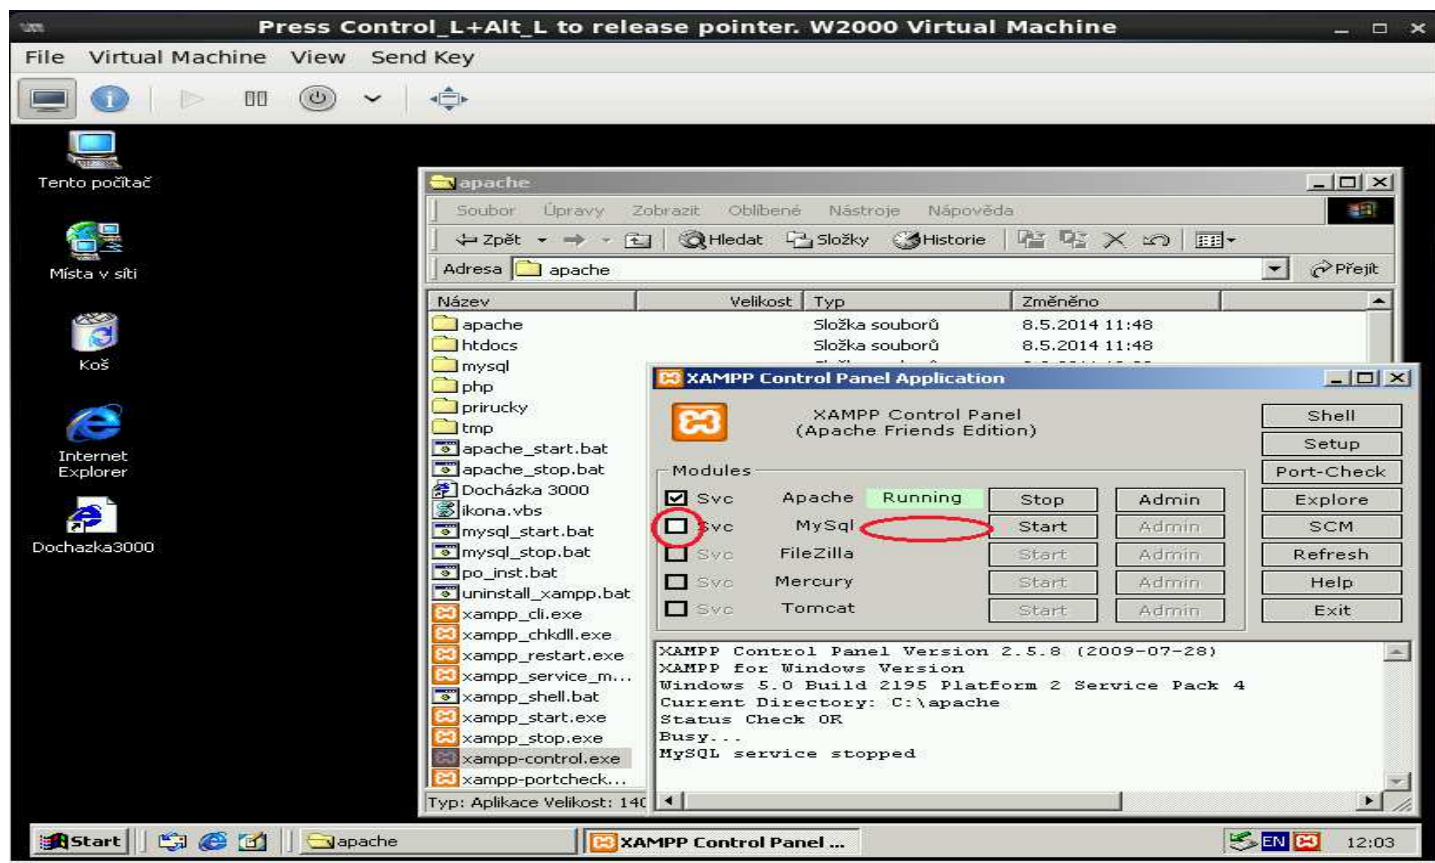 Press Control_L+Alt_L to release pointer. W2000 Virtual Machine
File Virtual Machine View Send Key
Tento počítač
Místa v síti
Koš
Internet
Explorer
Dochazka3000
apache
Soubor Úpravy Zobrazit Oblíbené Nástroje Nápověda
Zpět Hledat Složky Historie
Adresa apache Přejít
Název Velikost Typ Změněno
apache Složka souborů 8.5.2014 11:48
htdocs Složka souborů 8.5.2014 11:48
mysql
php
prirucky
tmp
apache_start.bat
apache_stop.bat
Docházka 3000
ikona.vbs
mysql_start.bat
mysql_stop.bat
po_inst.bat
uninstall_xampp.bat
xampp_cli.exe
xampp_chkdll.exe
xampp_restart.exe
xampp_service_m...
xampp_shell.bat
xampp_start.exe
xampp_stop.exe
xampp-control.exe
xampp-portcheck...
Typ: Aplikace Velikost: 140
XAMPP Control Panel Application
XAMPP Control Panel
(Apache Friends Edition)
Shell
Setup
Port-Check
Explore
SCM
Refresh
Help
Exit
Modules
Svc Apache Running Stop Admin
Svc MySql Start Admin
Svc FileZilla Start Admin
Svc Mercury Start Admin
Svc Tomcat Start Admin
XAMPP Control Panel Version 2.5.8 (2009-07-28)
XAMPP for Windows Version
Windows 5.0 Build 2195 Platform 2 Service Pack 4
Current Directory: C:\apache
Status Check OK
Busy...
MySQL service stopped
Start apache XAMPP Control Panel ... EN 12:03